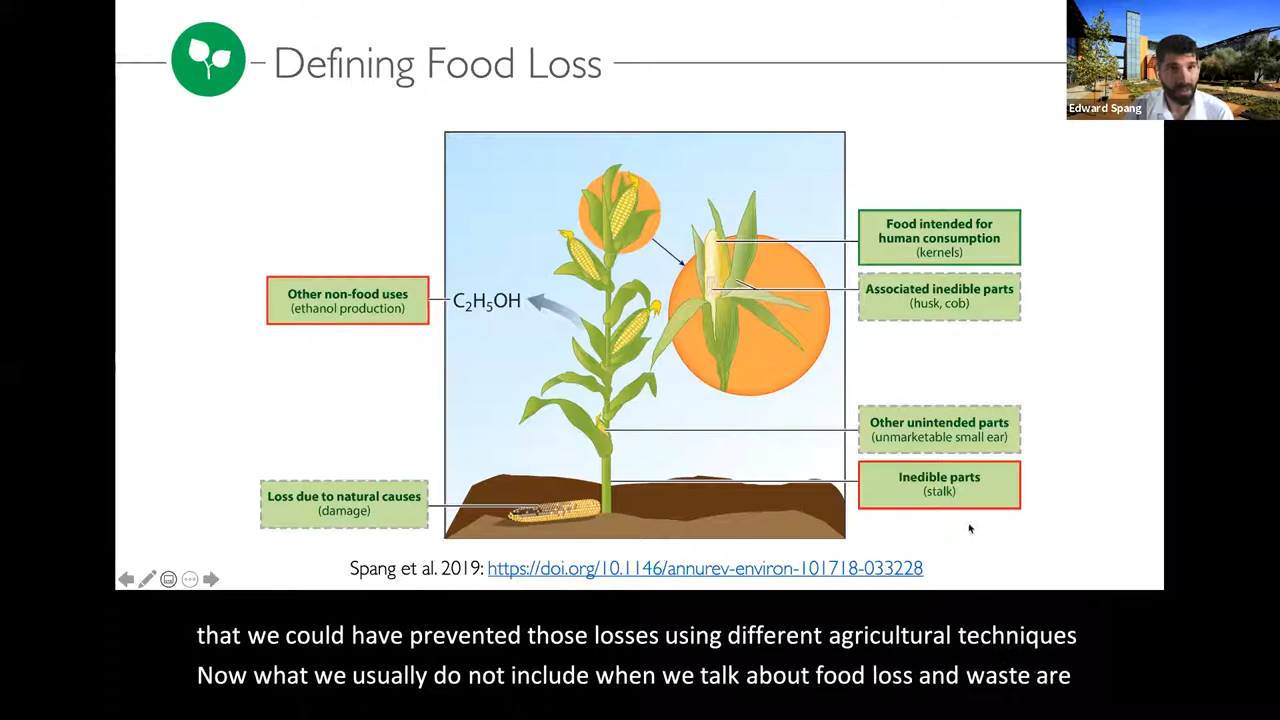 Defining Food Loss
Edward Spang
Food intended for
human consumption
(kernels)
Associated inedible parts
(husk, cob)
Other non-food uses
(ethanol production)
C₂H₅OH
Other unintended parts
(unmarketable small ear)
Inedible parts
(stalk)
Loss due to natural causes
(damage)
Spang et al. 2019: https://doi.org/10.1146/annurev-environ-101718-033228
that we could have prevented those losses using different agricultural techniques
Now what we usually do not include when we talk about food loss and waste are